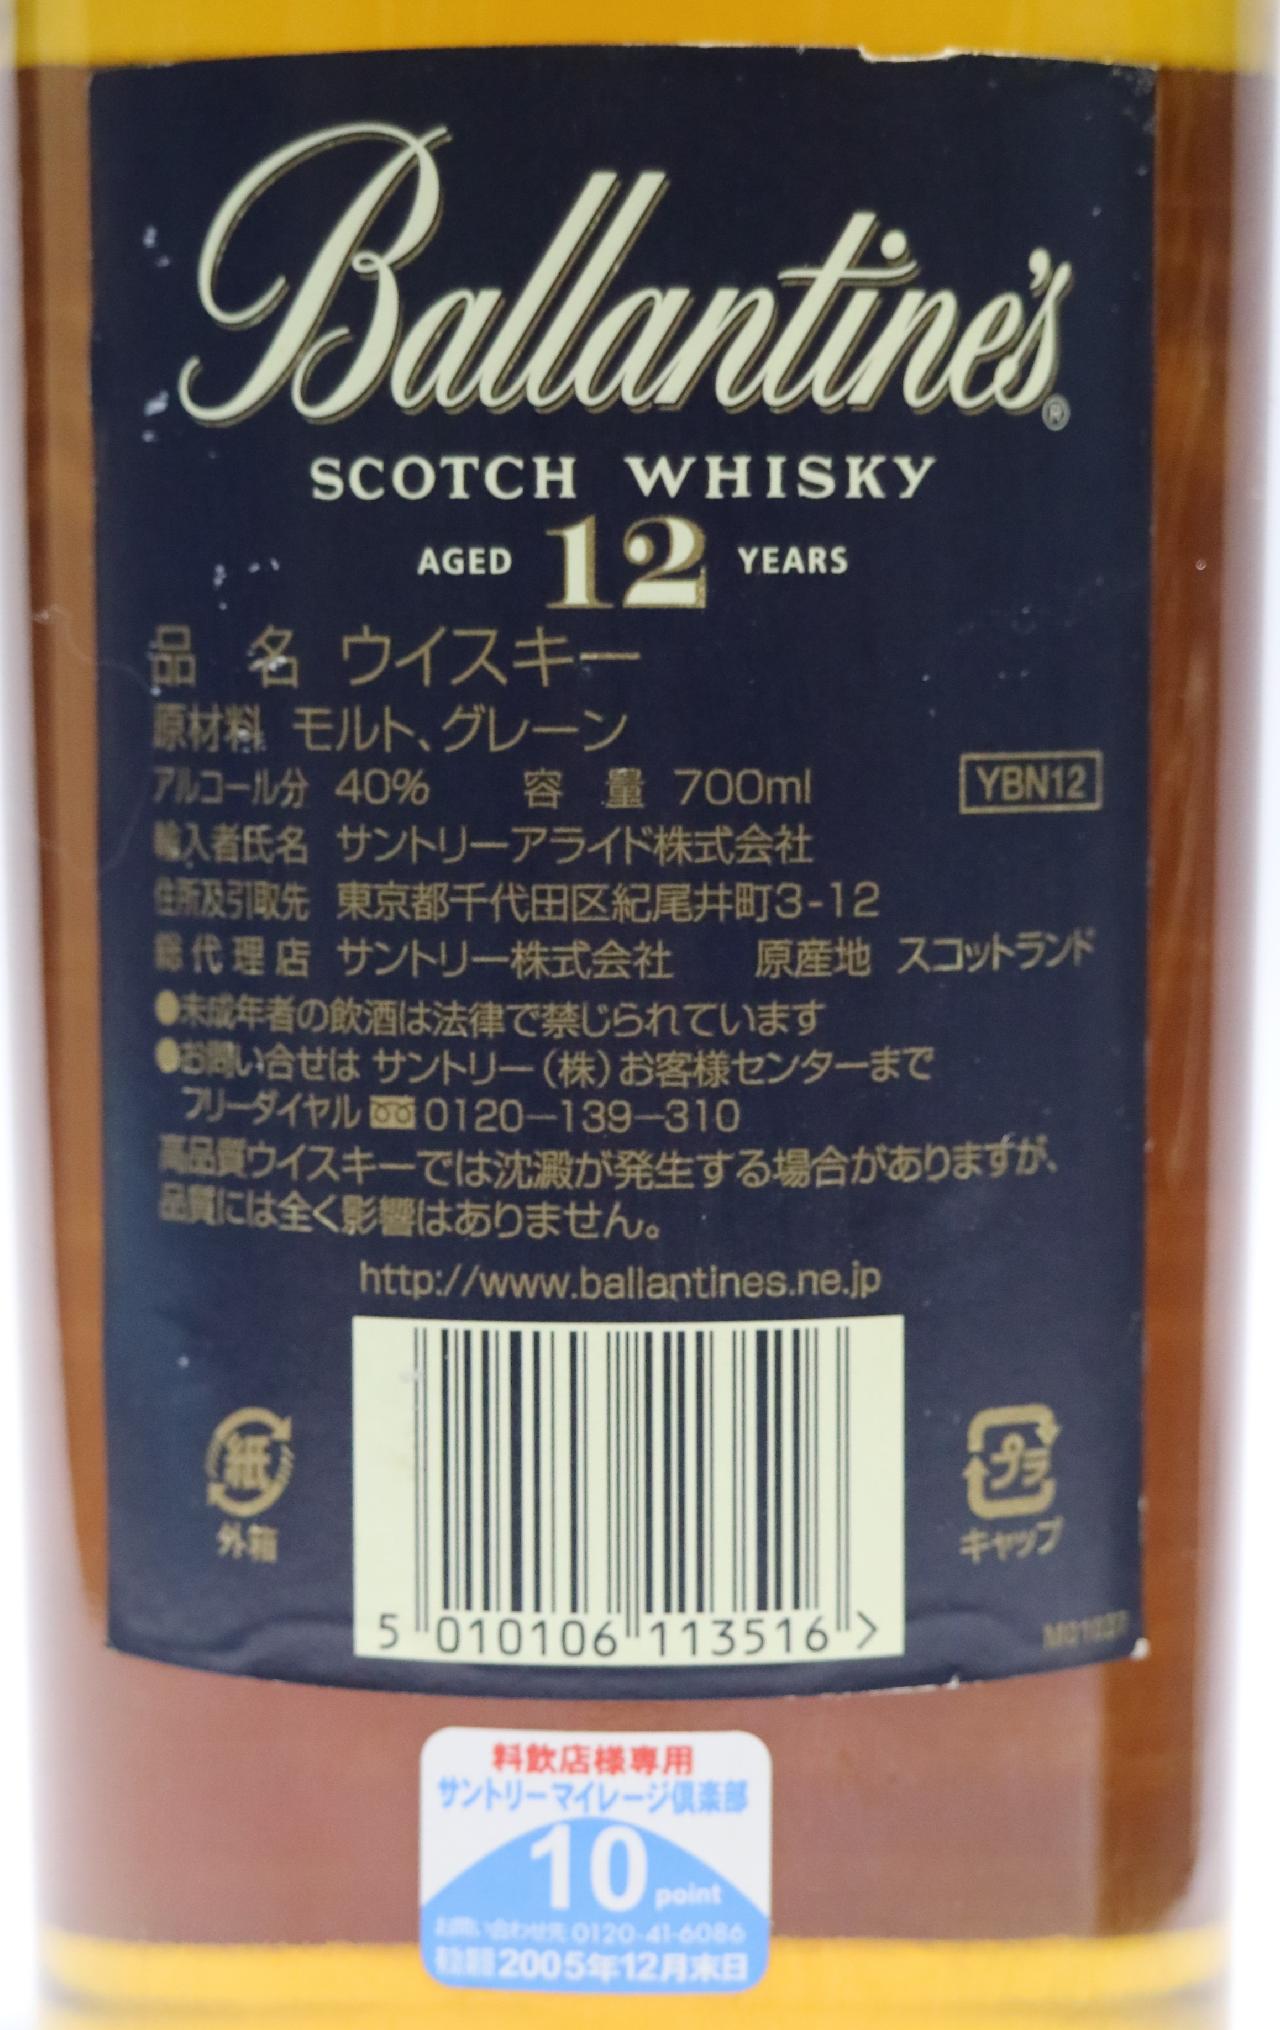 Ballantine's®
SCOTCH WHISKY
AGED 12 YEARS
品 名 ウイスキー
原材料 モルト、グレーン
アルコール分 40% 容 量 700ml
YBN12
輸入者氏名 サントリーアライド株式会社
住所及引取先 東京都千代田区紀尾井町3-12
総代理店 サントリー株式会社 原産地 スコットランド
●未成年者の飲酒は法律で禁じられています
●お問い合せは サントリー(株)お客様センターまで
フリーダイヤル 0120-139-310
高品質ウイスキーでは沈澱が発生する場合がありますが、
品質には全く影響はありません。
http://www.ballantines.ne.jp
紙
外箱
プラ
キャップ
5 010106 113516 >
料飲店様専用
サントリーマイレージ倶楽部
10 point
お問い合わせ先 0120-41-6086
有効期限 2005年12月末日